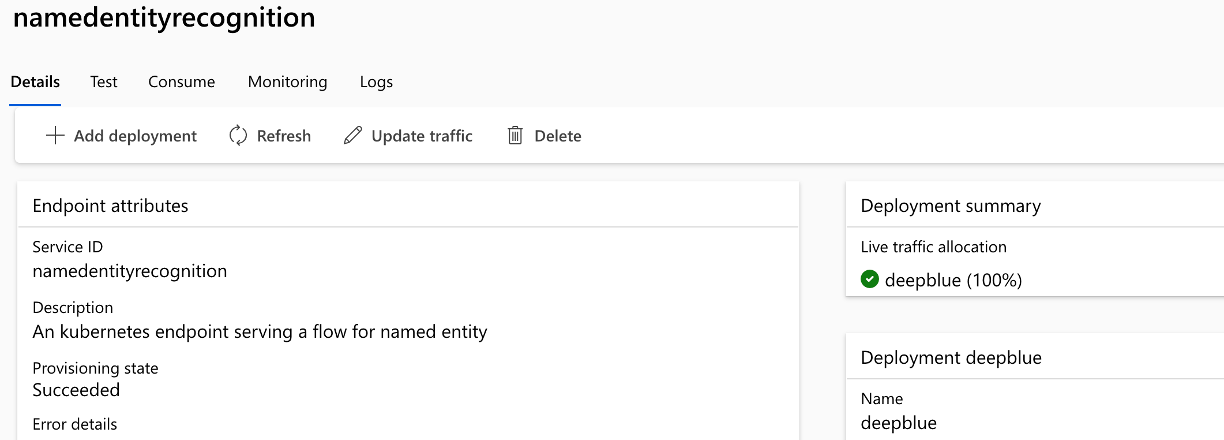 namedentityrecognition
Details Test Consume Monitoring Logs
Add deployment Refresh Update traffic Delete
Endpoint attributes
Service ID
namedentityrecognition
Description
An kubernetes endpoint serving a flow for named entity
Provisioning state
Succeeded
Error details
Deployment summary
Live traffic allocation
deepblue (100%)
Deployment deepblue
Name
deepblue